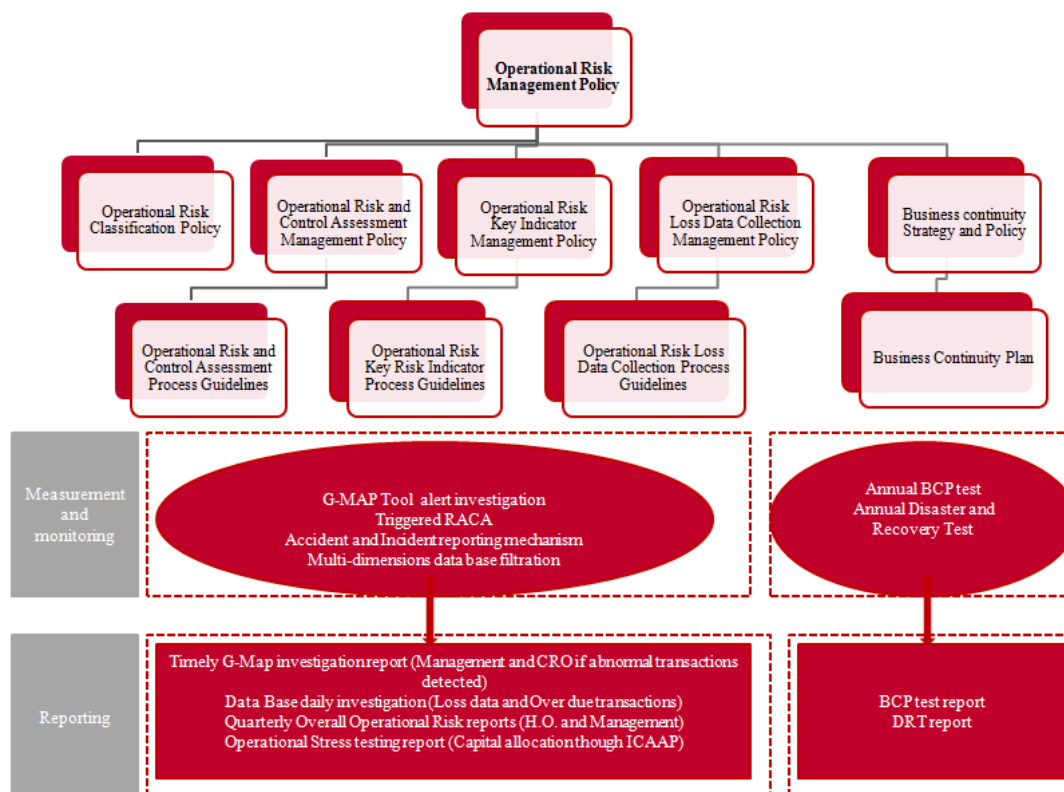 Operational Risk
Management Policy
Operational Risk
Classification Policy
Operational Risk and
Control Assessment
Management Policy
Operational Risk
Key Indicator
Management Policy
Operational Risk
Loss Data Collection
Management Policy
Business continuity
Strategy and Policy
Operational Risk and
Control Assessment
Process Guidelines
Operational Risk
Key Risk Indicator
Process Guidelines
Operational Risk Loss
Data Collection Process
Guidelines
Business Continuity Plan
Measurement
and
monitoring
G-MAP Tool alert investigation
Triggered RACA
Accident and Incident reporting mechanism
Multi-dimensions data base filtration
Annual BCP test
Annual Disaster and
Recovery Test
Reporting
Timely G-Map investigation report (Management and CRO if abnormal transactions
detected)
Data Base daily investigation (Loss data and Over due transactions)
Quarterly Overall Operational Risk reports (H.O. and Management)
Operational Stress testing report (Capital allocation though ICAAP)
BCP test report
DRT report